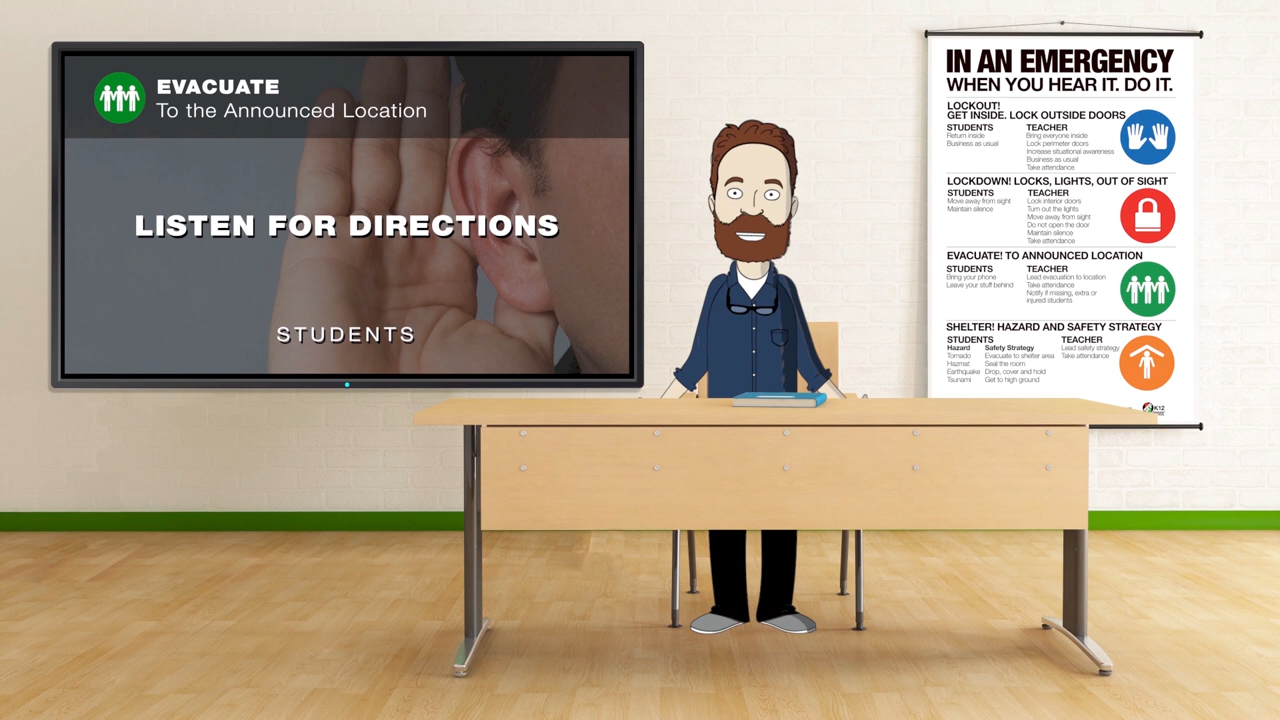 EVACUATE
To the Announced Location
LISTEN FOR DIRECTIONS
STUDENTS
IN AN EMERGENCY
WHEN YOU HEAR IT. DO IT.
LOCKOUT!
GET INSIDE. LOCK OUTSIDE DOORS
STUDENTS
Return inside
Business as usual
TEACHER
Bring everyone inside
Lock perimeter doors
Increase situational awareness
Business as usual
Take attendance
LOCKDOWN! LOCKS, LIGHTS, OUT OF SIGHT
STUDENTS
Move away from sight
Maintain silence
TEACHER
Lock interior doors
Turn out the lights
Move away from sight
Do not open the door
Maintain silence
Take attendance
EVACUATE! TO ANNOUNCED LOCATION
STUDENTS
Bring your phone
Leave your stuff behind
TEACHER
Lead evacuation to location
Take attendance
Notify if missing, extra or
injured students
SHELTER! HAZARD AND SAFETY STRATEGY
STUDENTS
Hazard Safety Strategy
Tornado Evacuate to shelter area
Hazmat Seal the room
Earthquake Drop, cover and hold
Tsunami Get to high ground
TEACHER
Lead safety strategy
Take attendance
K12